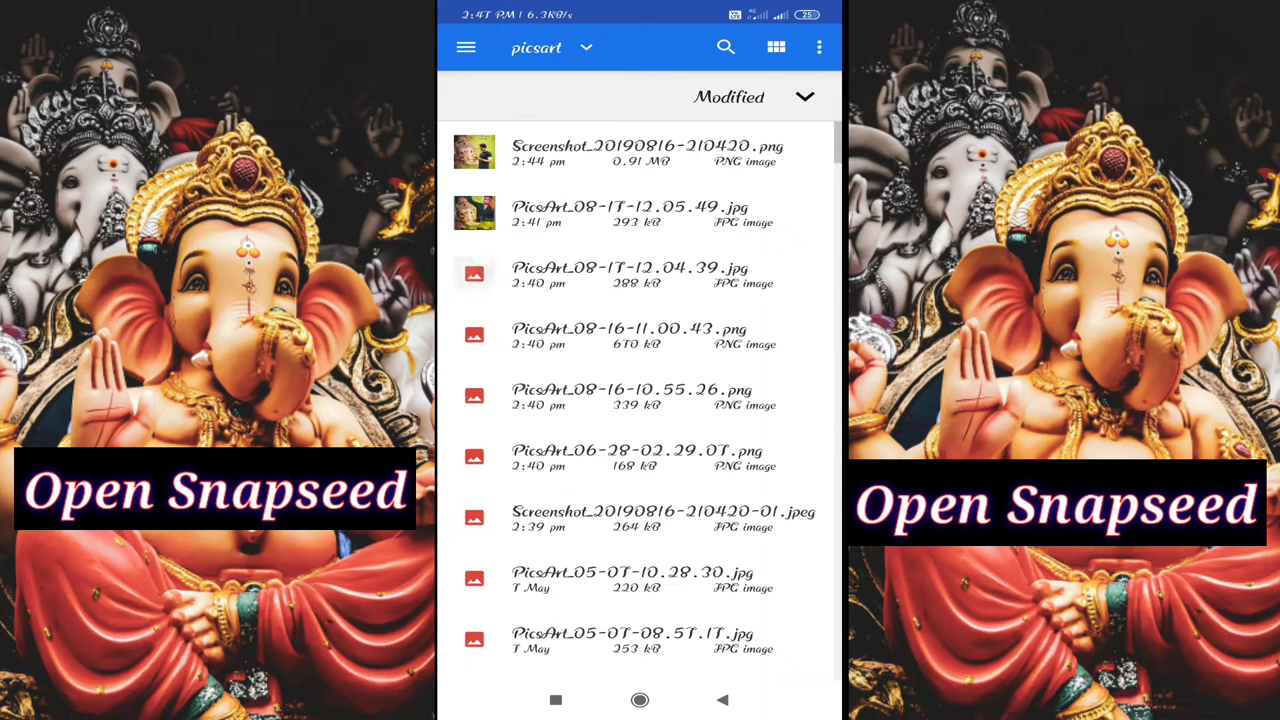 2:47 PM | 6.3KB/s
4G
25
picsart
Modified
Screenshot_20190816-210420.png
2:44 pm 0.91 MB PNG image
PicsArt_08-17-12.05.49.jpg
2:41 pm 293 kB JPG image
PicsArt_08-17-12.04.39.jpg
2:40 pm 288 kB JPG image
PicsArt_08-16-11.00.43.png
2:40 pm 670 kB PNG image
PicsArt_08-16-10.55.26.png
2:40 pm 339 kB PNG image
PicsArt_06-28-02.29.07.png
2:40 pm 168 kB PNG image
Screenshot_20190816-210420-01.jpeg
2:39 pm 264 kB JPG image
PicsArt_05-07-10.28.30.jpg
7 May 220 kB JPG image
PicsArt_05-07-08.57.17.jpg
7 May 253 kB JPG image
Open Snapseed
Open Snapseed